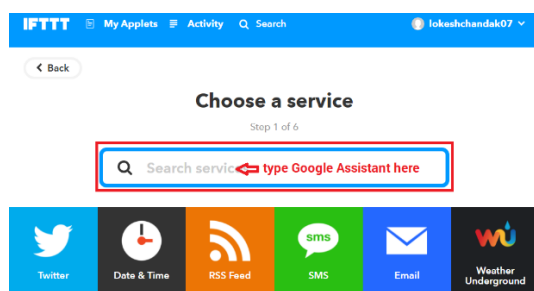 IFTTT My Applets Activity Search lokeshchandak07
Back
Choose a service
Step 1 of 6
Search servic type Google Assistant here
sms
Twitter Date & Time RSS Feed SMS Email Weather Underground